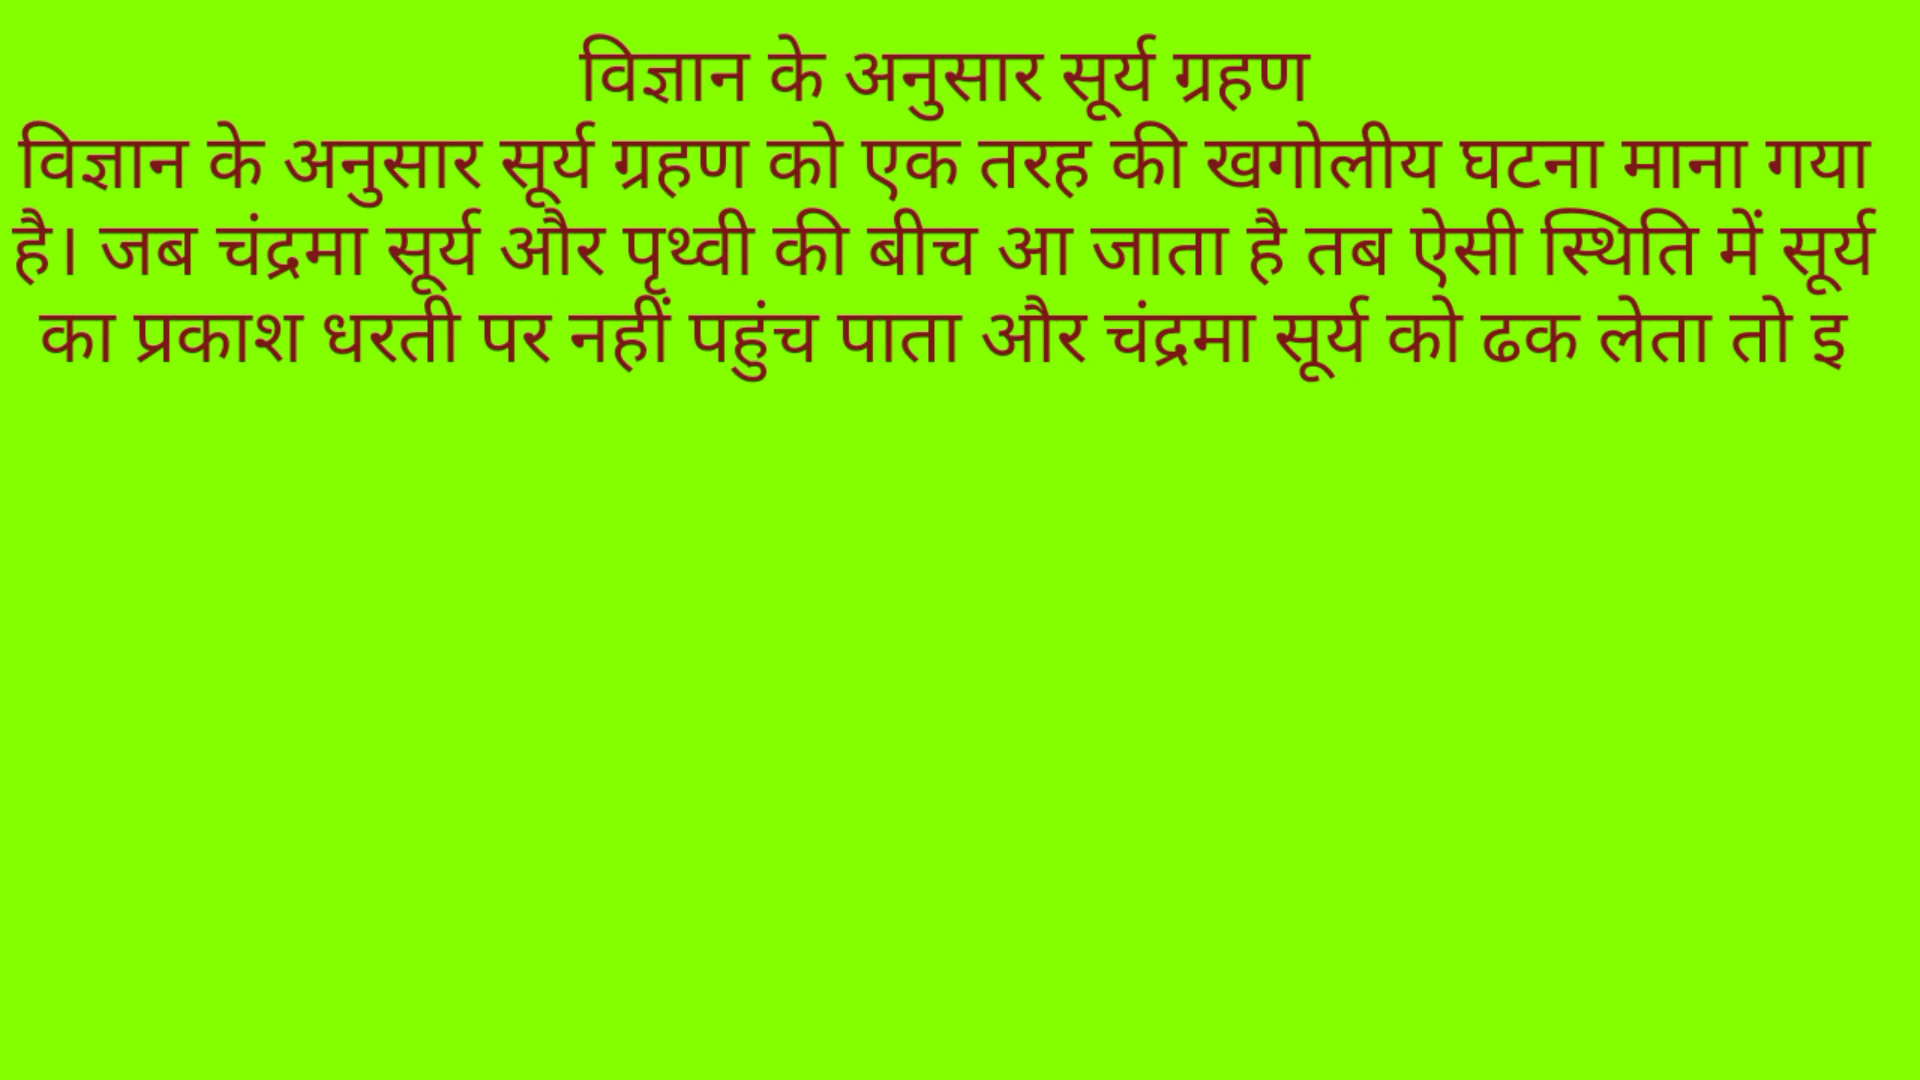 विज्ञान के अनुसार सूर्य ग्रहण
विज्ञान के अनुसार सूर्य ग्रहण को एक तरह की खगोलीय घटना माना गया
है। जब चंद्रमा सूर्य और पृथ्वी की बीच आ जाता है तब ऐसी स्थिति में सूर्य
का प्रकाश धरती पर नहीं पहुंच पाता और चंद्रमा सूर्य को ढक लेता तो इ